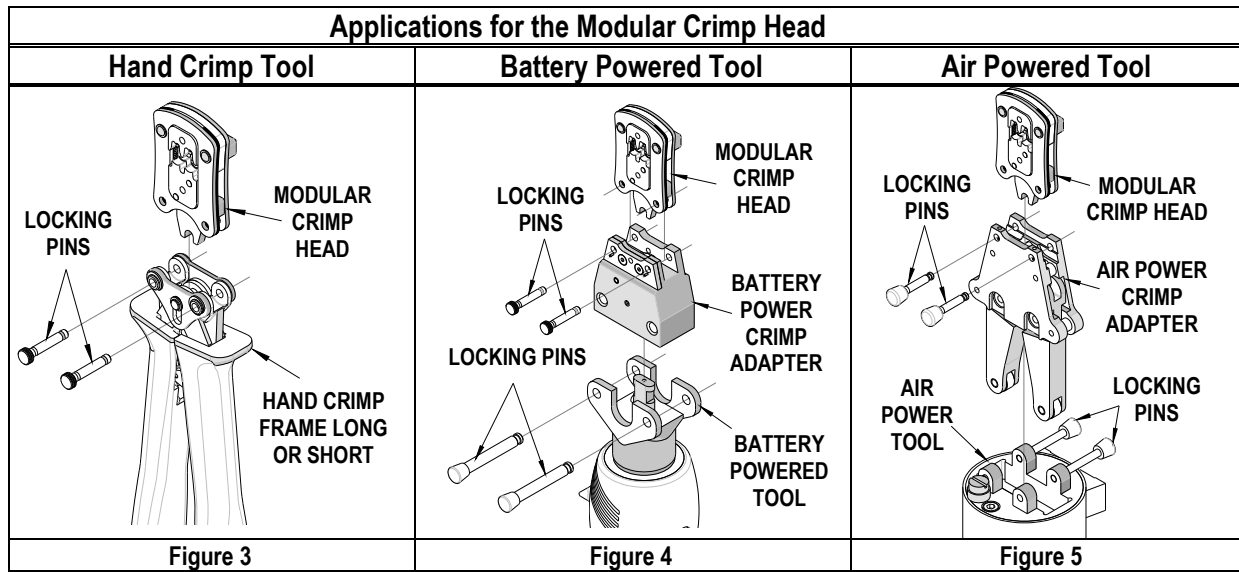 Applications for the Modular Crimp Head
Hand Crimp Tool
Battery Powered Tool
Air Powered Tool
MODULAR
CRIMP
HEAD
LOCKING
PINS
HAND CRIMP
FRAME LONG
OR SHORT
MODULAR
CRIMP
HEAD
LOCKING
PINS
BATTERY
POWER
CRIMP
ADAPTER
LOCKING PINS
BATTERY
POWERED
TOOL
LOCKING
PINS
MODULAR
CRIMP HEAD
AIR POWER
CRIMP
ADAPTER
AIR
POWER
TOOL
LOCKING
PINS
Figure 3
Figure 4
Figure 5